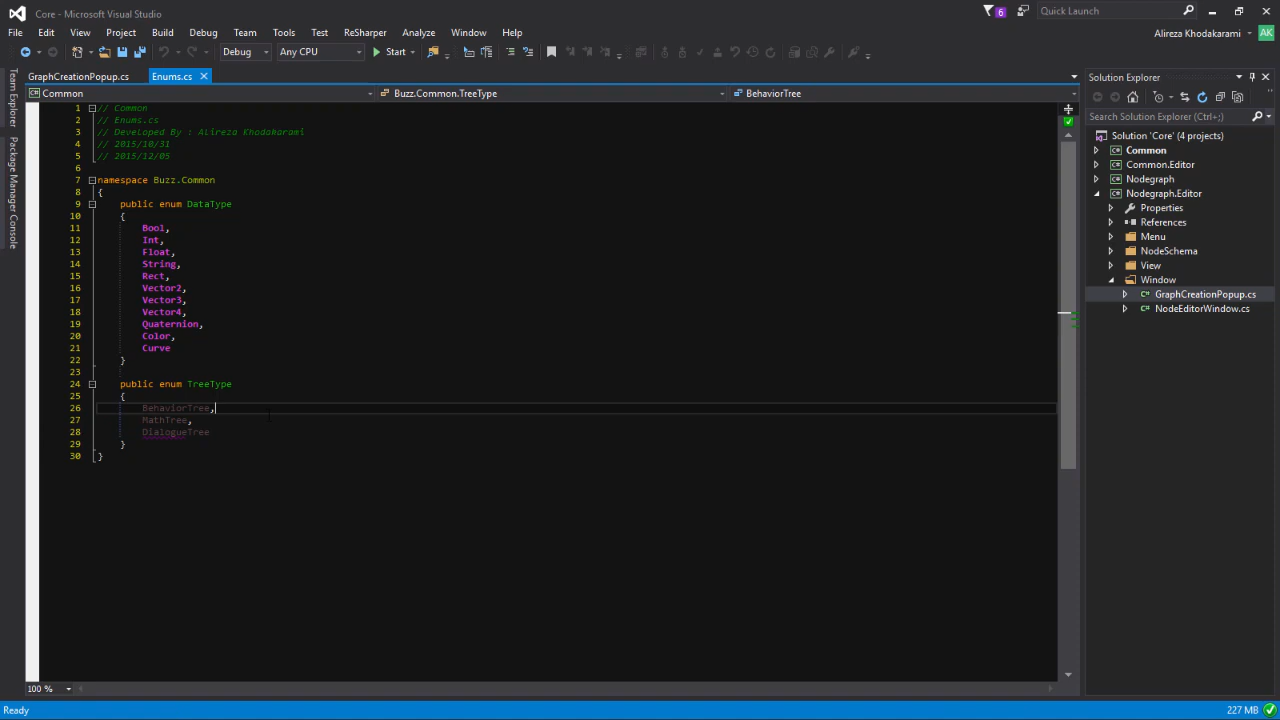 Core - Microsoft Visual Studio
6
Quick Launch
File Edit View Project Build Debug Team Tools Test ReSharper Analyze Window Help
Alireza Khodakarami
AK
Debug Any CPU Start
GraphCreationPopup.cs Enums.cs
Team Explorer
Package Manager Console
Common Buzz.Common.TreeType BehaviorTree
1 // Common
2 // Enums.cs
3 // Developed By : ALireza Khodakarami
4 // 2015/10/31
5 // 2015/12/05
6
7 namespace Buzz.Common
8 {
9 public enum DataType
10 {
11 Bool,
12 Int,
13 Float,
14 String,
15 Rect,
16 Vector2,
17 Vector3,
18 Vector4,
19 Quaternion,
20 Color,
21 Curve
22 }
23
24 public enum TreeType
25 {
26 BehaviorTree,
27 MathTree,
28 DialogueTree
29 }
30 }
Solution Explorer
Search Solution Explorer (Ctrl+;)
Solution 'Core' (4 projects)
Common
Common.Editor
Nodegraph
Nodegraph.Editor
Properties
References
Menu
NodeSchema
View
Window
GraphCreationPopup.cs
NodeEditorWindow.cs
100 %
Ready
227 MB